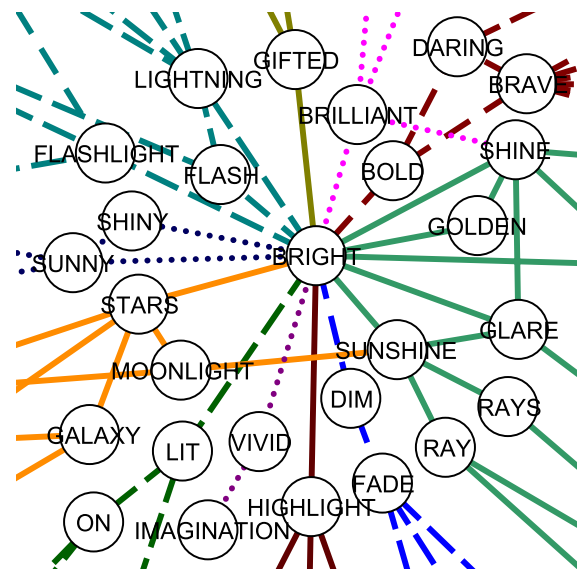 DARING
GIFTED
LIGHTNING
BRAVE
BRILLIANT
SHINE
FLASHLIGHT
BOLD
FLASH
SHINY
GOLDEN
BRIGHT
SUNNY
STARS
GLARE
SUNSHINE
MOONLIGHT
DIM
RAYS
GALAXY
VIVID
RAY
LIT
FADE
HIGHLIGHT
ON
IMAGINATION